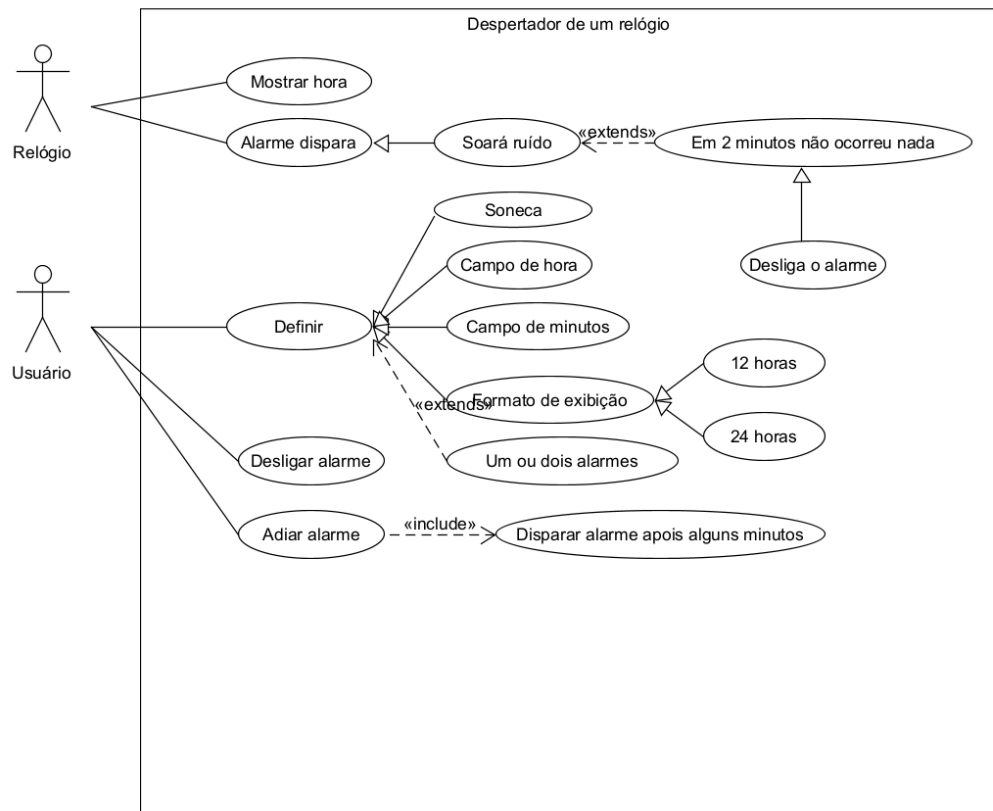 Despertador de um relógio
Relógio
Mostrar hora
Alarme dispara
Soará ruído
«extends»
Em 2 minutos não ocorreu nada
Desliga o alarme
Usuário
Definir
Soneca
Campo de hora
Campo de minutos
Formato de exibição
12 horas
24 horas
«extends»
Um ou dois alarmes
Desligar alarme
Adiar alarme
«include»
Disparar alarme apois alguns minutos